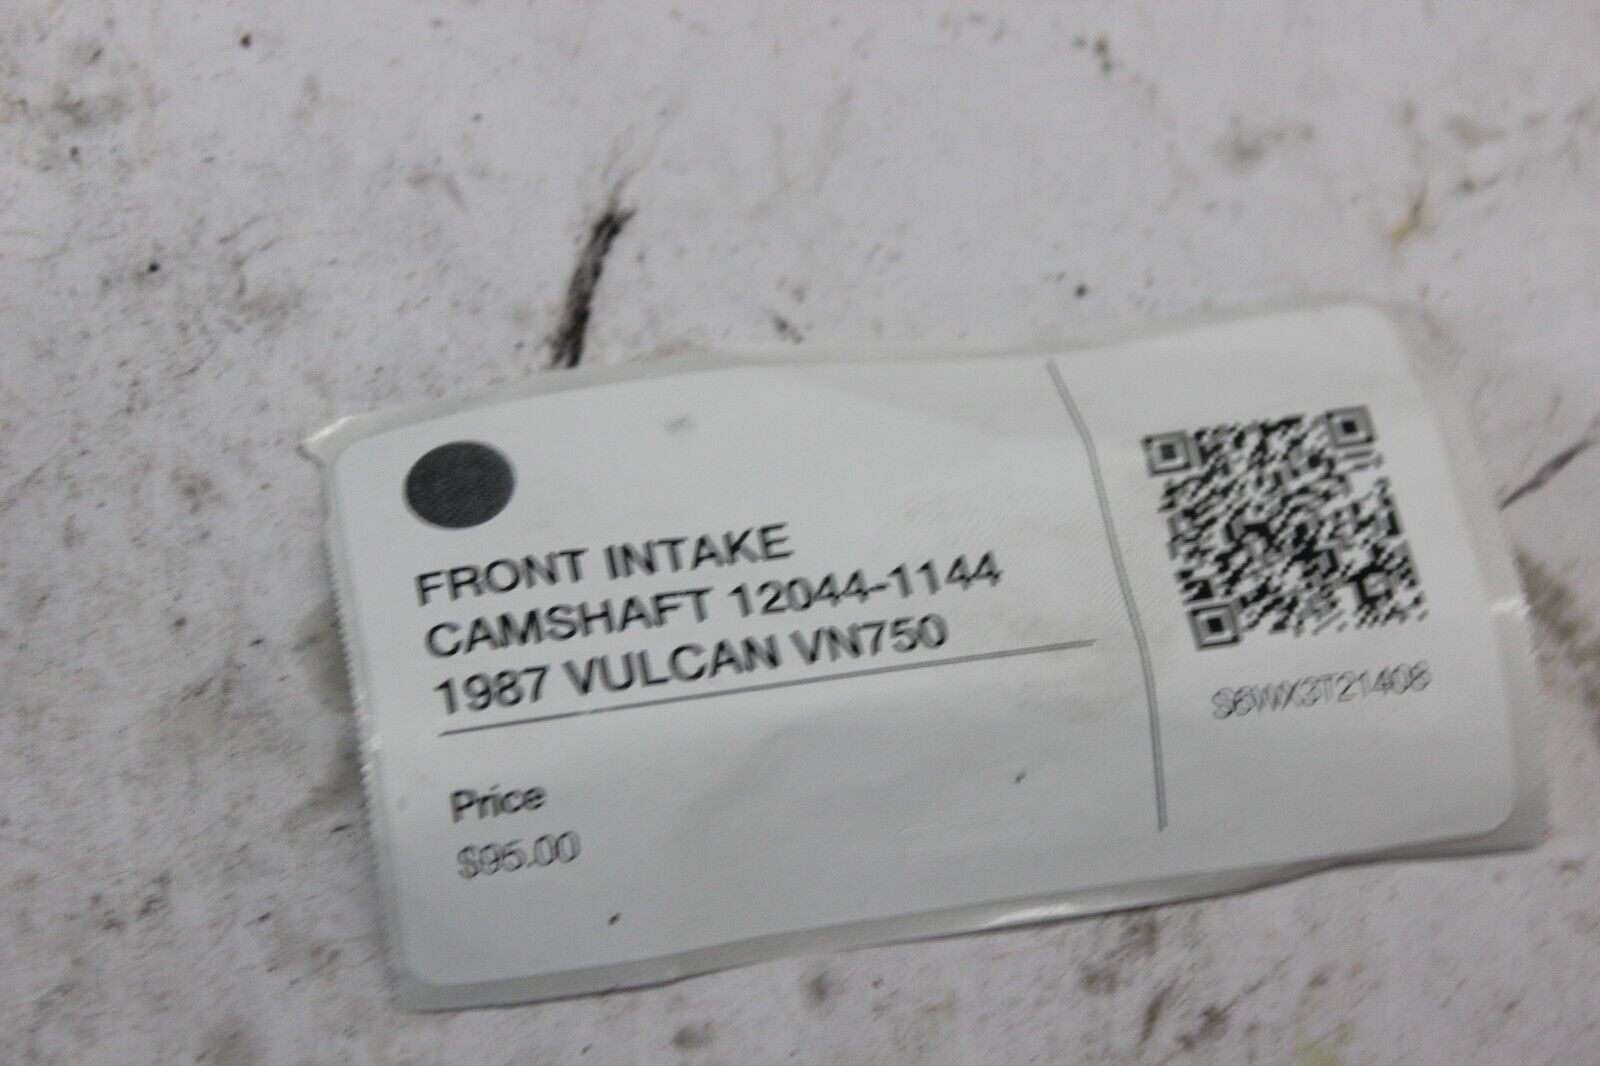 FRONT INTAKE
CAMSHAFT 12044-1144
1987 VULCAN VN750
Price
$95.00
S6WX3T21408